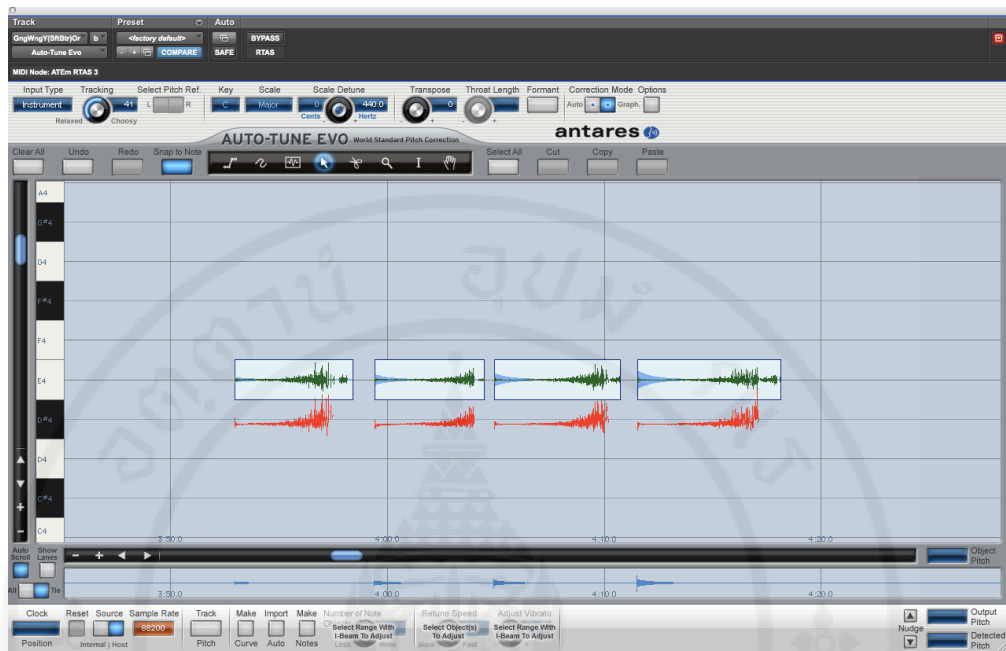 Track Preset Auto
GngWngY(SftBtr)Or b <factory default> BYPASS
Auto-Tune Evo - + COMPARE SAFE RTAS
MIDI Node: ATEm RTAS 3
Input Type Tracking Select Pitch Ref. Key Scale Scale Detune Transpose Throat Length Formant Correction Mode Options
Instrument 41 L R C Major 0 440.0 0 Auto Graph.
Relaxed Choosy Cents - + Hertz - + - +
AUTO-TUNE EVO World Standard Pitch Correction antares
Clear All Undo Redo Snap to Note Select All Cut Copy Paste
A4
G#4
G4
F#4
F4
E4
D#4
D4
C#4
C4
3:50.0 4:00.0 4:10.0 4:20.0
Auto Scroll Show Lanes - + Object Pitch
All Tie
3:50.0 4:00.0 4:10.0 4:20.0
Clock Reset Source Sample Rate Track Make Import Make Number of Note Retune Speed Adjust Vibrato Output Pitch
88200 Select Range With I-Beam To Adjust Select Object(s) To Adjust Select Range With I-Beam To Adjust Nudge
Position Internal | Host Pitch Curve Auto Notes Less More Slow Fast - + Detected Pitch